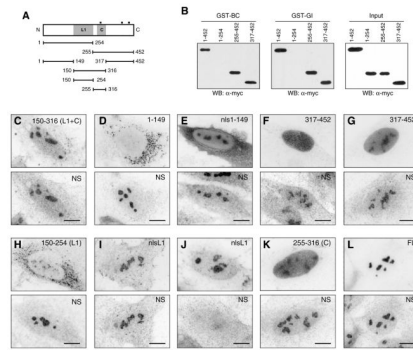 A
N L1 C C
1 254
255 452
1 149 317 452
150 316
150 254
255 316
B
GST-BC GST-GI Input
1-452 1-254 255-452 317-452 1-452 1-254 255-452 317-452 1-452 1-254 255-452 317-452
WB: α-myc WB: α-myc WB: α-myc
C 150-316 (L1+C) D 1-149 E nls1-149 F 317-452 G 317-452
NS NS NS NS
H 150-254 (L1) I nlsL1 J nlsL1 K 255-316 (C) L
NS NS NS NS NS